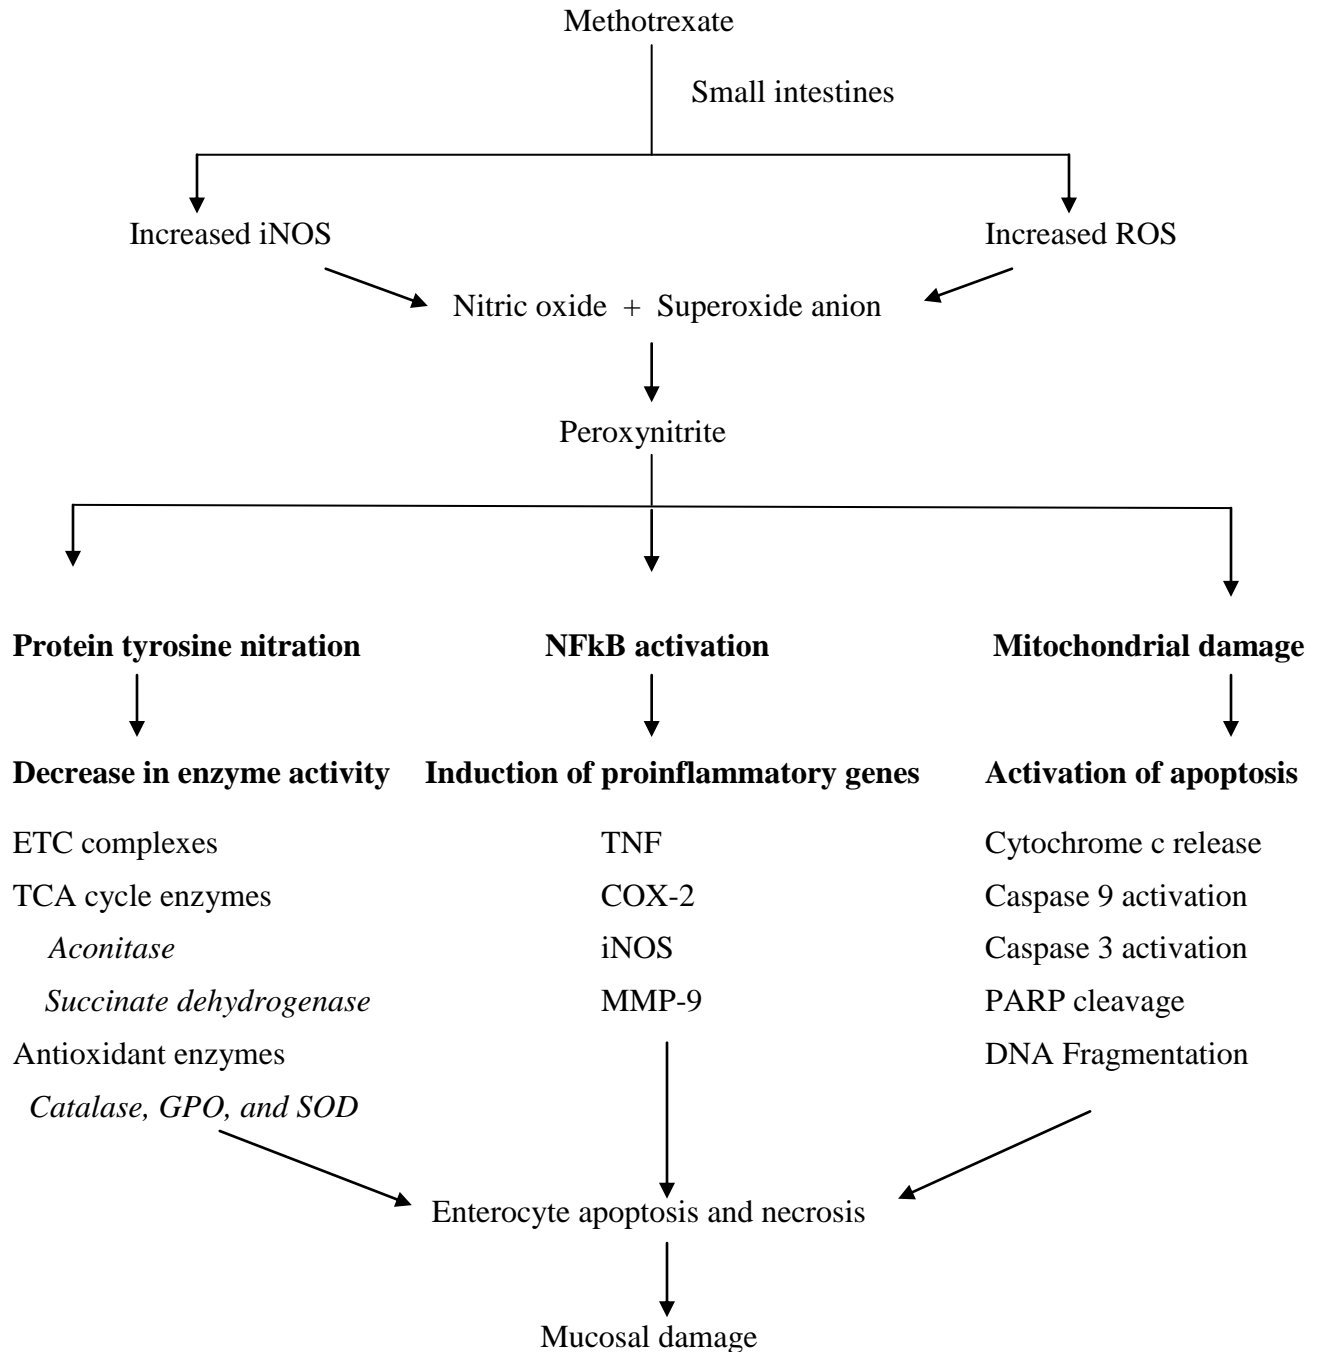 Methotrexate
Small intestines
Increased iNOS
Increased ROS
Nitric oxide + Superoxide anion
Peroxynitrite
Protein tyrosine nitration
NFkB activation
Mitochondrial damage
Decrease in enzyme activity
Induction of proinflammatory genes
Activation of apoptosis
ETC complexes
TNF
Cytochrome c release
TCA cycle enzymes
COX-2
Caspase 9 activation
Aconitase
iNOS
Caspase 3 activation
Succinate dehydrogenase
MMP-9
PARP cleavage
Antioxidant enzymes
DNA Fragmentation
Catalase, GPO, and SOD
Enterocyte apoptosis and necrosis
Mucosal damage